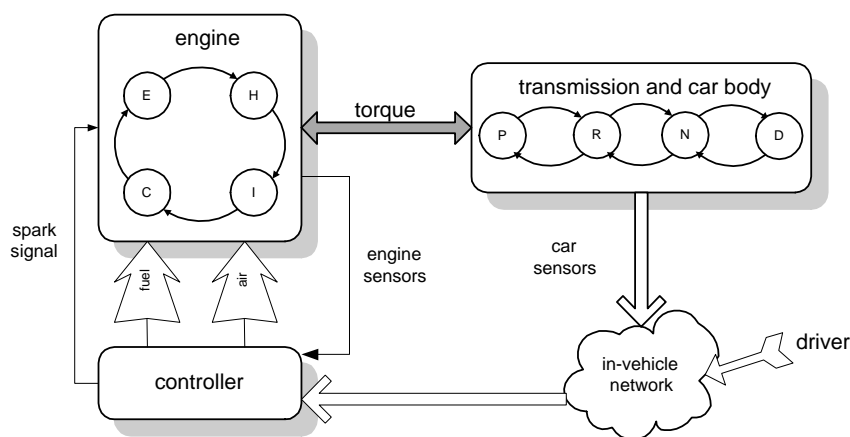 engine
E
H
C
I
torque
transmission and car body
P
R
N
D
spark
signal
fuel
air
engine
sensors
car
sensors
controller
in-vehicle
network
driver